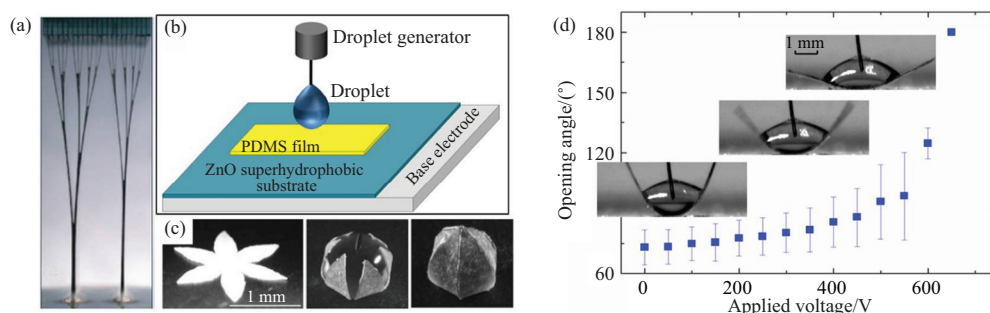 (a)
(b)
Droplet generator
Droplet
PDMS film
ZnO superhydrophobic
substrate
Base electrode
(c)
1 mm
(d)
180
150
120
90
60
Opening angle/(°)
1 mm
0
200
400
600
Applied voltage/V